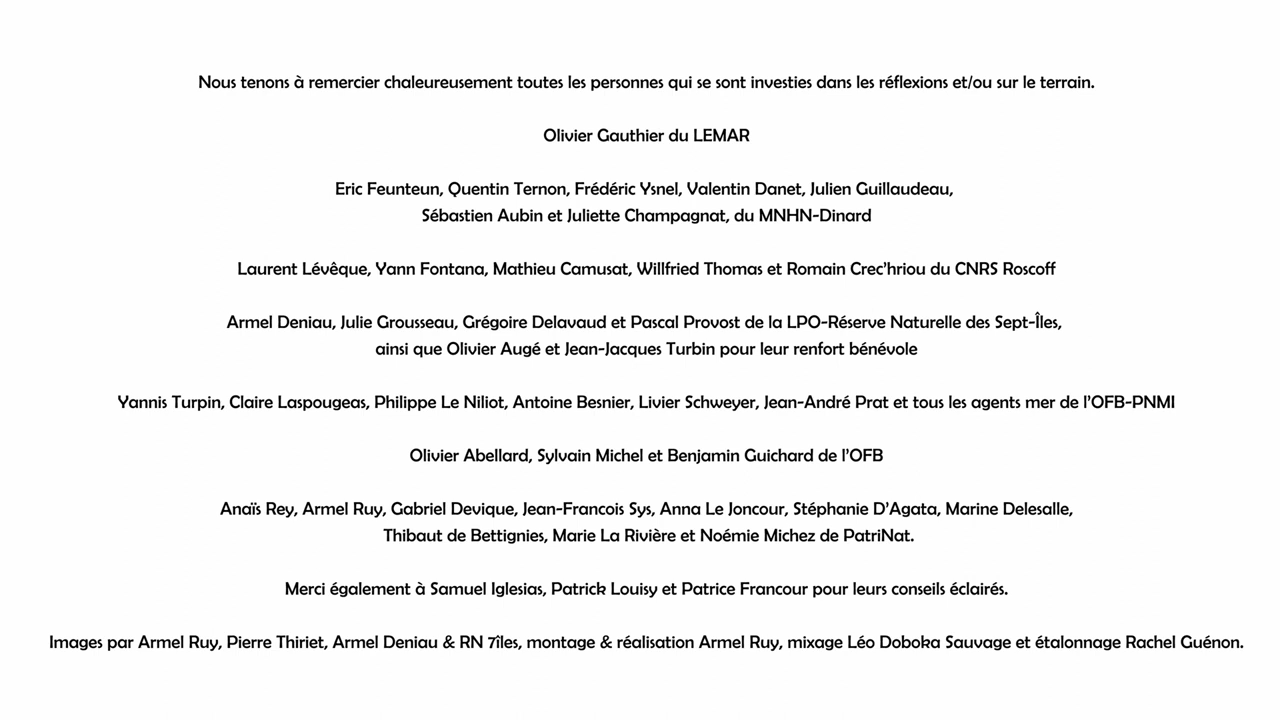 Nous tenons à remercier chaleureusement toutes les personnes qui se sont investies dans les réflexions et/ou sur le terrain.
Olivier Gauthier du LEMAR
Eric Feunteun, Quentin Ternon, Frédéric Ysnel, Valentin Danet, Julien Guillaudeau,
Sébastien Aubin et Juliette Champagnat, du MNHN-Dinard
Laurent Lévêque, Yann Fontana, Mathieu Camusat, Willfried Thomas et Romain Crec'hriou du CNRS Roscoff
Armel Deniau, Julie Grousseau, Grégoire Delavaud et Pascal Provost de la LPO-Réserve Naturelle des Sept-Îles,
ainsi que Olivier Augé et Jean-Jacques Turbin pour leur renfort bénévole
Yannis Turpin, Claire Laspougeas, Philippe Le Niliot, Antoine Besnier, Livier Schweyer, Jean-André Prat et tous les agents mer de l'OFB-PNMI
Olivier Abellard, Sylvain Michel et Benjamin Guichard de l'OFB
Anaïs Rey, Armel Ruy, Gabriel Devique, Jean-Francois Sys, Anna Le Joncour, Stéphanie D'Agata, Marine Delesalle,
Thibaut de Bettignies, Marie La Rivière et Noémie Michez de PatriNat.
Merci également à Samuel Iglesias, Patrick Louisy et Patrice Francour pour leurs conseils éclairés.
Images par Armel Ruy, Pierre Thiriet, Armel Deniau & RN 7îles, montage & réalisation Armel Ruy, mixage Léo Doboka Sauvage et étalonnage Rachel Guénon.